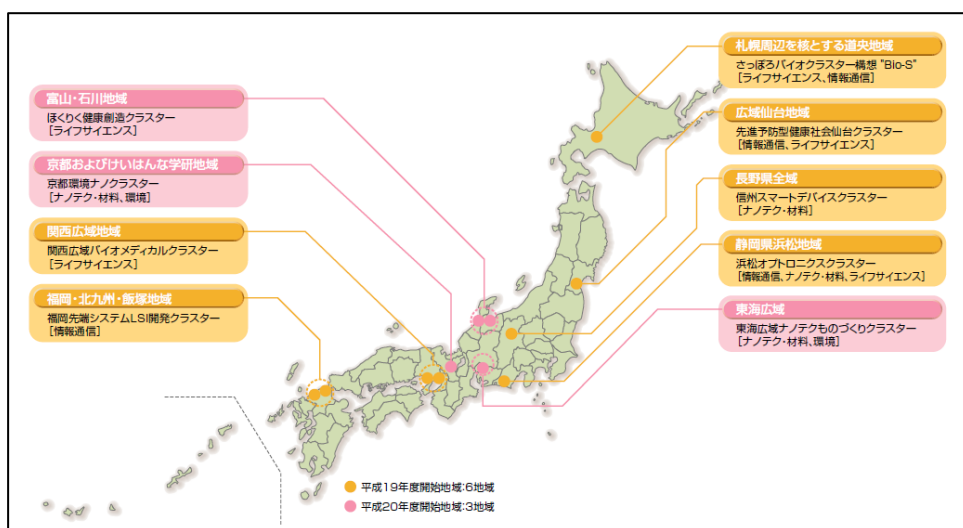 富山・石川地域
ほくりく健康創造クラスター
[ライフサイエンス]
京都およびけいはんな学研地域
京都環境ナノクラスター
[ナノテク・材料、環境]
関西広域地域
関西広域バイオメディカルクラスター
[ライフサイエンス]
福岡・北九州・飯塚地域
福岡先端システムLSI開発クラスター
[情報通信]
札幌周辺を核とする道央地域
さっぽろバイオクラスター構想 "Bio-S"
[ライフサイエンス、情報通信]
広域仙台地域
先進予防型健康社会仙台クラスター
[情報通信、ライフサイエンス]
長野県全域
信州スマートデバイスクラスター
[ナノテク・材料]
静岡県浜松地域
浜松オプトロニクスクラスター
[情報通信、ナノテク・材料、ライフサイエンス]
東海広域
東海広域ナノテクものづくりクラスター
[ナノテク・材料、環境]
平成19年度開始地域:6地域
平成20年度開始地域:3地域